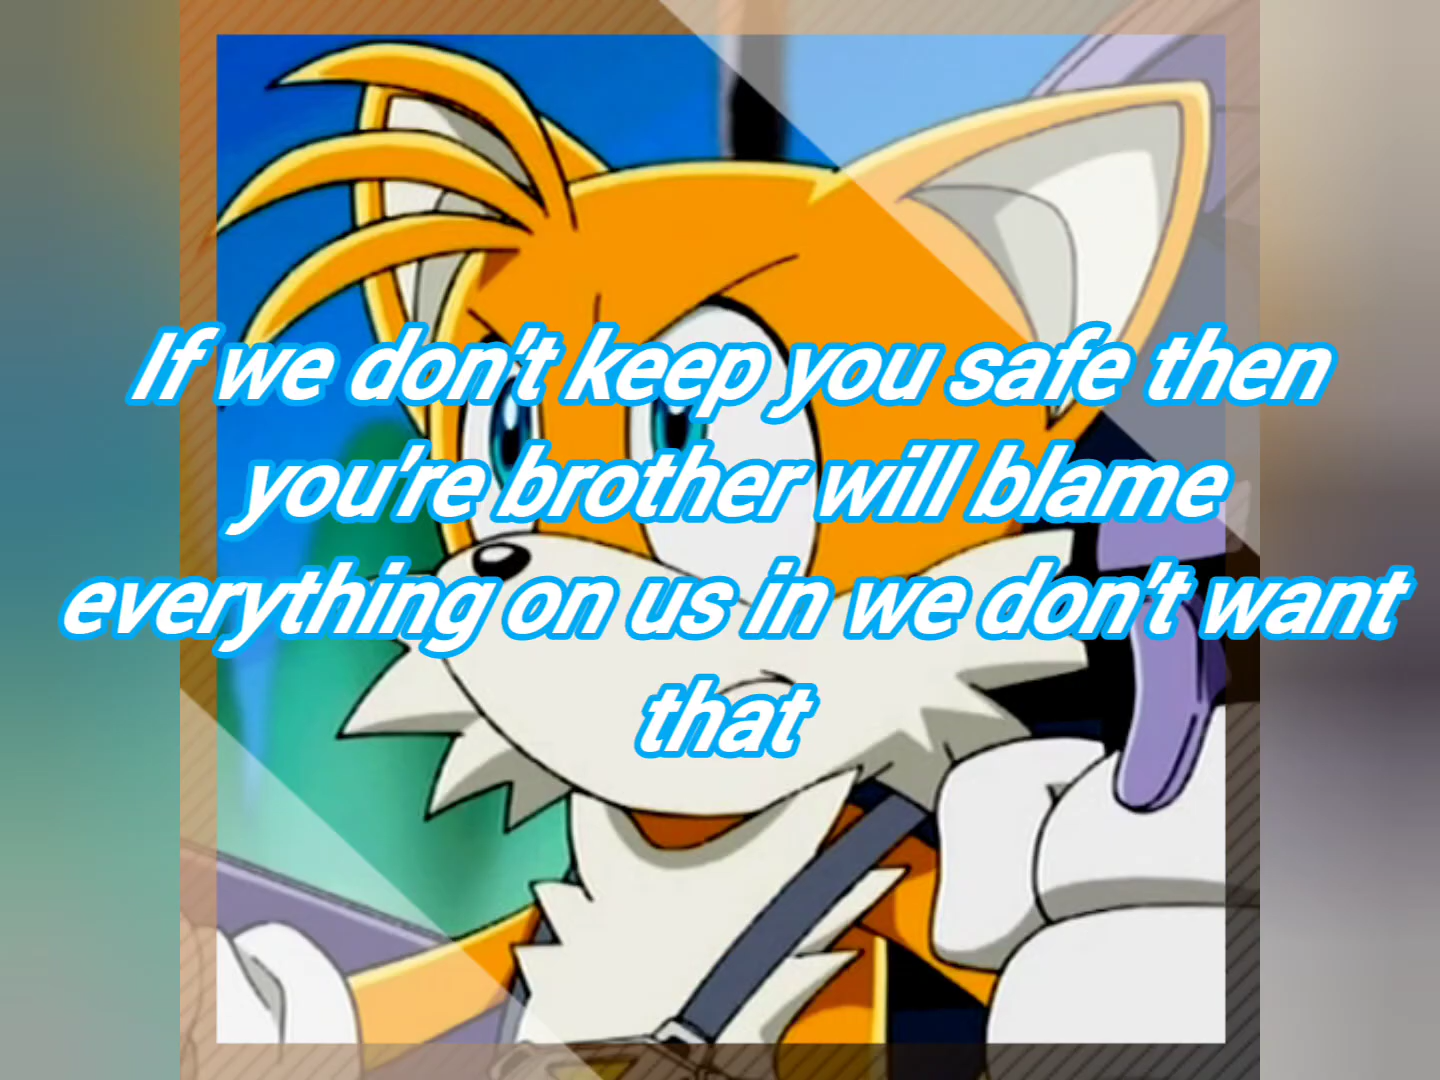 If we don't keep you safe then
you're brother will blame
everything on us in we don't want
that